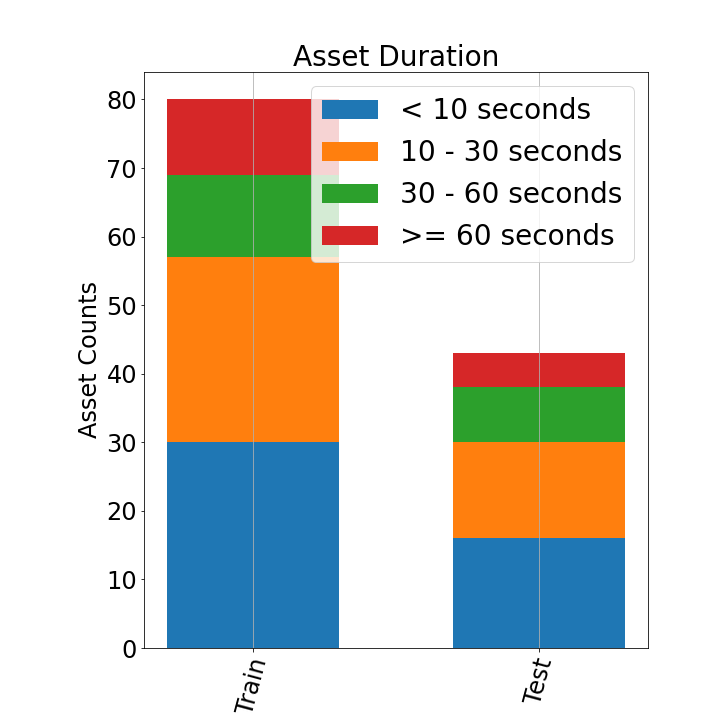 Asset Duration
< 10 seconds
10 - 30 seconds
30 - 60 seconds
>= 60 seconds
Asset Counts
80
70
60
50
40
30
20
10
0
Train
Test